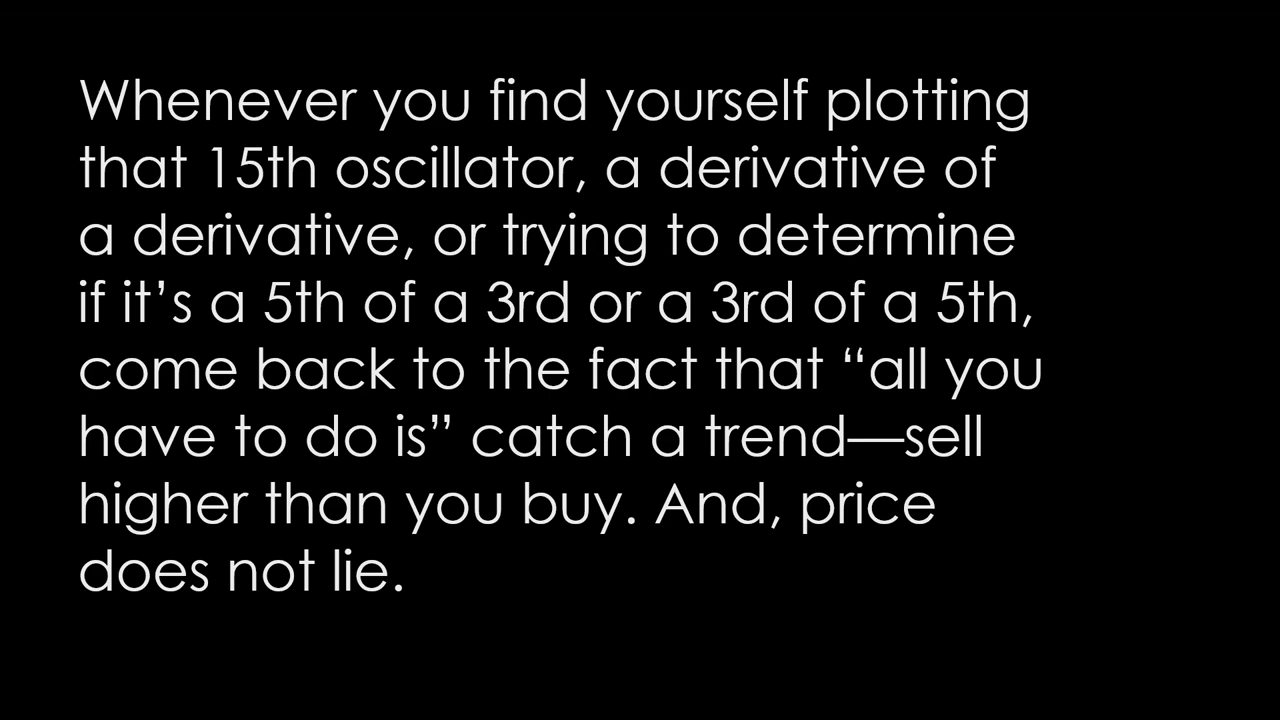 Whenever you find yourself plotting
that 15th oscillator, a derivative of
a derivative, or trying to determine
if it’s a 5th of a 3rd or a 3rd of a 5th,
come back to the fact that “all you
have to do is” catch a trend—sell
higher than you buy. And, price
does not lie.